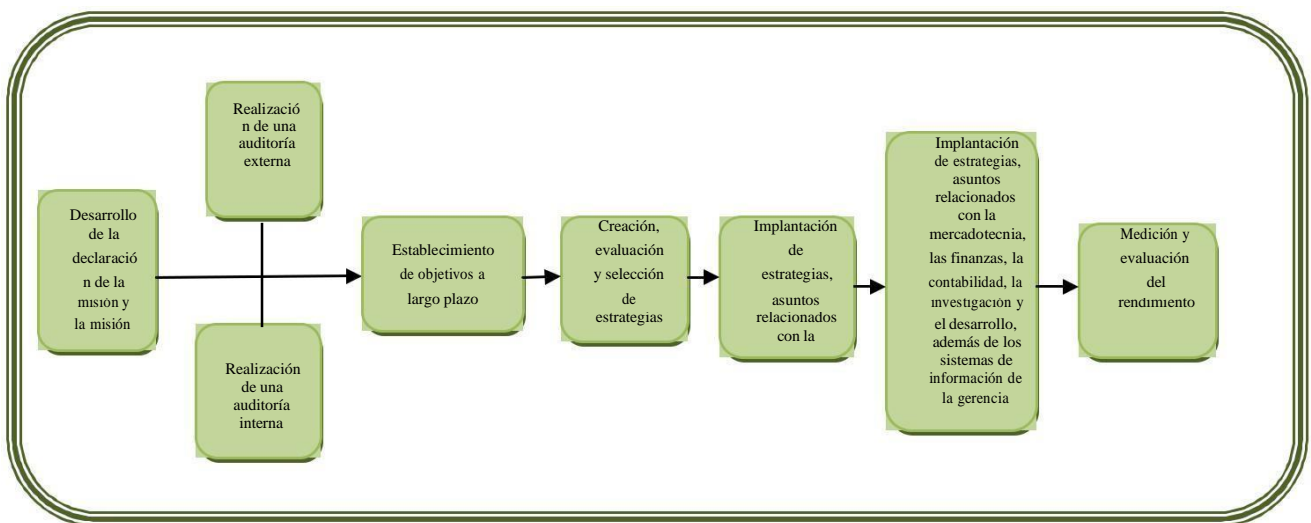 Desarrollo
de la
declaració
n de la
misión y
la misión
Realizació
n de una
auditoría
externa
Realización
de una
auditoría
interna
Establecimiento
de objetivos a
largo plazo
Creación,
evaluación
y selección
de
estrategias
Implantación
de
estrategias,
asuntos
relacionados
con la
Implantación
de estrategias,
asuntos
relacionados
con la
mercadotecnia,
las finanzas, la
contabilidad, la
investigación y
el desarrollo,
además de los
sistemas de
información de
la gerencia
Medición y
evaluación
del
rendimiento